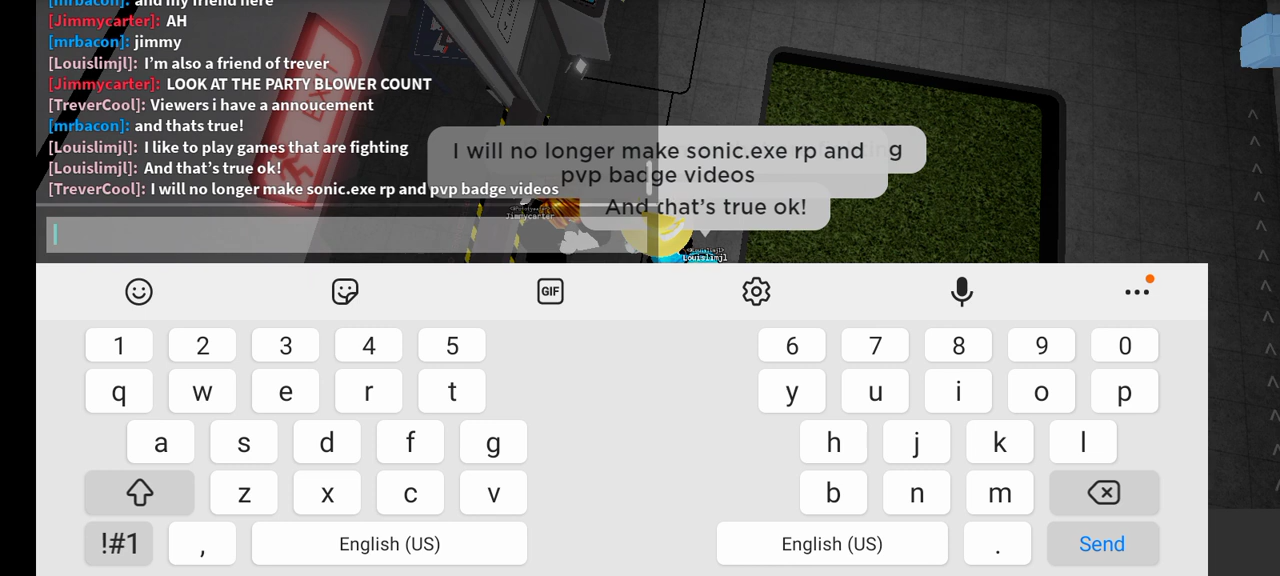 [mrbacon]: and my friend here
[Jimmycarter]: AH
[mrbacon]: jimmy
[Louislimjl]: I'm also a friend of trever
[Jimmycarter]: LOOK AT THE PARTY BLOWER COUNT
[TreverCool]: Viewers i have a annoucement
[mrbacon]: and thats true!
[Louislimjl]: I like to play games that are fighting
[Louislimjl]: And that's true ok!
[TreverCool]: I will no longer make sonic.exe rp and pvp badge videos
I will no longer make sonic.exe rp and
pvp badge videos
And that's true ok!
EXIT
Jimmycarter
Louislimjl
GIF
1 2 3 4 5 6 7 8 9 0
q w e r t y u i o p
a s d f g h j k l
z x c v b n m
!#1 , English (US) English (US) . Send